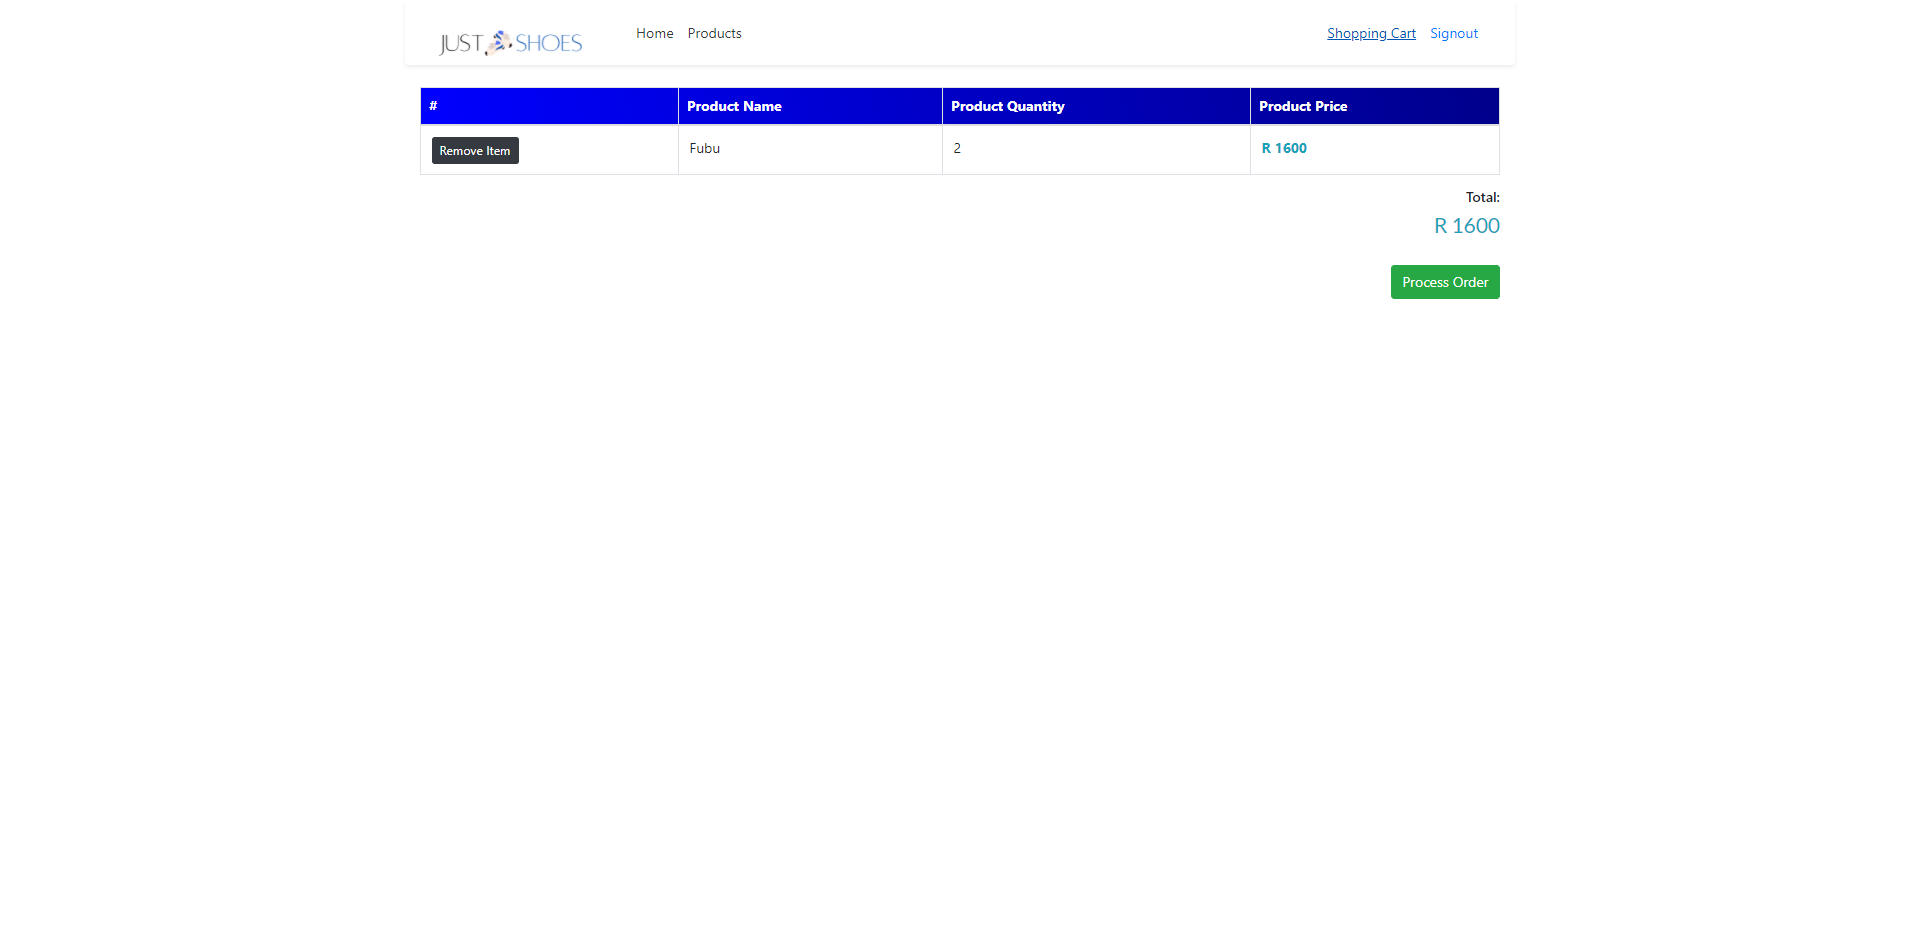 JUST SHOES Home Products Shopping Cart Signout
# Product Name Product Quantity Product Price
Remove Item Fubu 2 R 1600
Total:
R 1600
Process Order